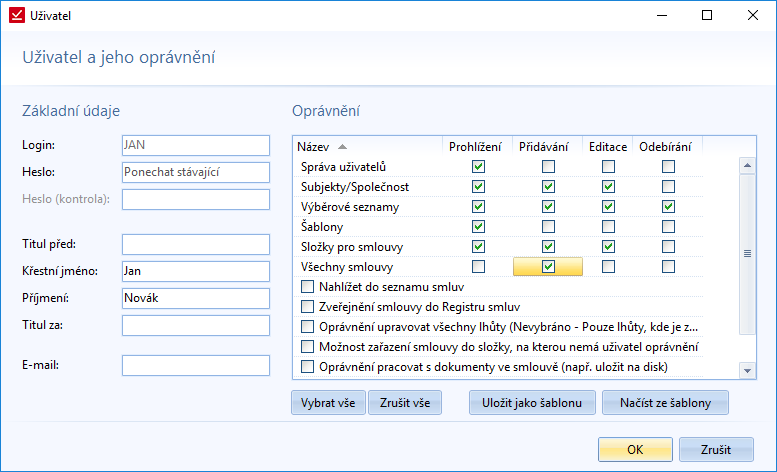 Uživatel
Uživatel a jeho oprávnění
Základní údaje
Login: JAN
Heslo: Ponechat stávající
Heslo (kontrola):
Titul před:
Křestní jméno: Jan
Příjmení: Novák
Titul za:
E-mail:
Oprávnění
Název Prohlížení Přidávání Editace Odebírání
Správa uživatelů
Subjekty/Společnost
Výběrové seznamy
Šablony
Složky pro smlouvy
Všechny smlouvy
Nahlížet do seznamu smluv
Zveřejnění smlouvy do Registru smluv
Oprávnění upravovat všechny lhůty (Nevybráno - Pouze lhůty, kde je z...
Možnost zařazení smlouvy do složky, na kterou nemá uživatel oprávnění
Oprávnění pracovat s dokumenty ve smlouvě (např. uložit na disk)
Vybrat vše Zrušit vše Uložit jako šablonu Načíst ze šablony
OK Zrušit